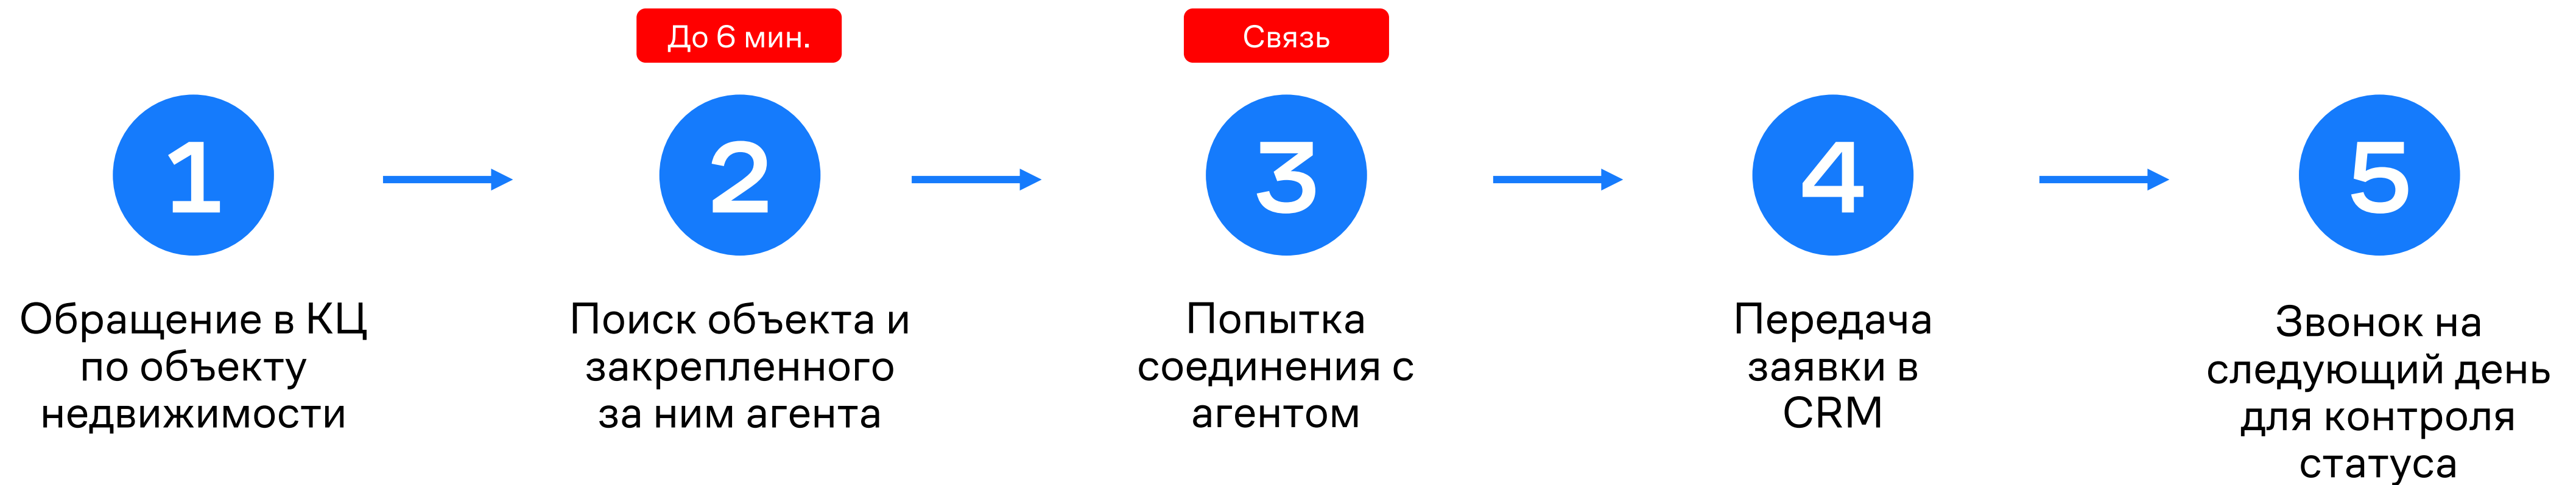 До 6 мин.
Связь
1
2
3
4
5
Обращение в КЦ
по объекту
недвижимости
Поиск объекта и
закрепленного
за ним агента
Попытка
соединения с
агентом
Передача
заявки в
CRM
Звонок на
следующий день
для контроля
статуса